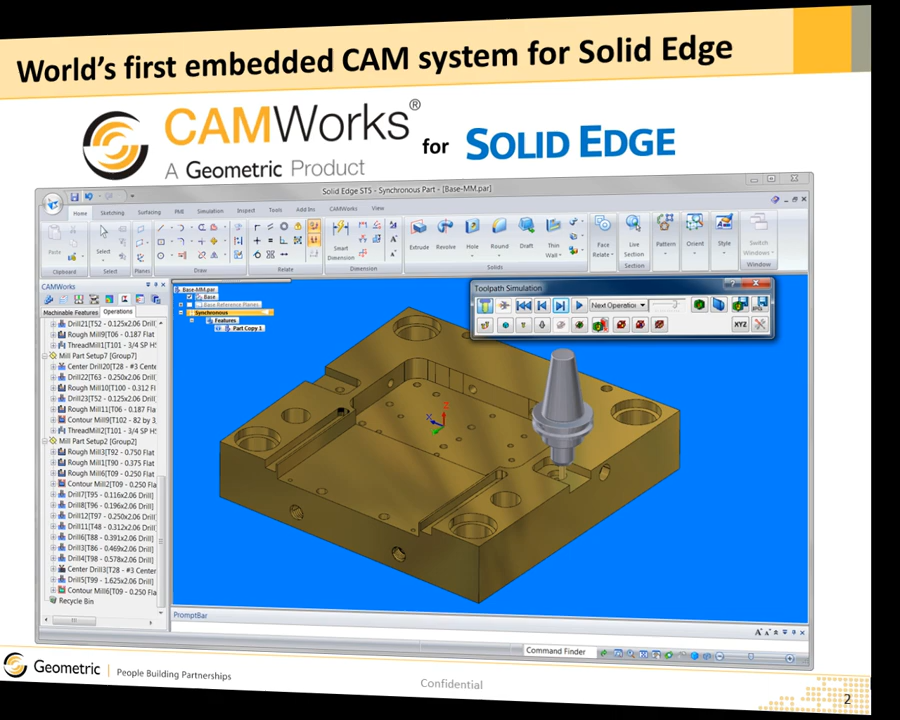 World's first embedded CAM system for Solid Edge
CAMWorks® for SOLID EDGE
A Geometric Product
Solid Edge ST5 - Synchronous Part - [Base-MM.par]
Home Sketching Surfacing PMI Simulation Inspect Tools Add Ins CAMWorks View
Paste Select Planes Smart Dimension Extrude Revolve Hole Round Draft Thin Wall Face Relate Live Section Pattern Orient Style Switch Windows
Clipboard Select Planes Draw Relate Dimension Solids Section Window
CAMWorks
Machinable Features Operations
Drill21[T52 - 0.125x2.06 Dril
Rough Mill9[T06 - 0.187 Flat
ThreadMill1[T101 - 3/4 SP H
Mill Part Setup7 [Group7]
Center Drill20[T28 - #3 Cente
Drill22[T63 - 0.250x2.06 Dril
Rough Mill10[T100 - 0.312 Fl
Drill23[T52 - 0.125x2.06 Dril
Rough Mill11[T06 - 0.187 Fla
Contour Mill9[T102 - 82 by 3
ThreadMill2[T101 - 3/4 SP H
Mill Part Setup2 [Group2]
Rough Mill3[T92 - 0.750 Flat
Rough Mill1[T90 - 0.375 Flat
Rough Mill6[T09 - 0.250 Flat
Contour Mill2[T09 - 0.250 Fla
Drill7[T95 - 0.116x2.06 Drill]
Drill8[T96 - 0.196x2.06 Drill]
Drill12[T97 - 0.250x2.06 Drill
Drill11[T48 - 0.312x2.06 Drill
Drill6[T88 - 0.391x2.06 Drill]
Drill3[T86 - 0.469x2.06 Drill]
Drill4[T98 - 0.578x2.06 Drill]
Center Drill3[T28 - #3 Center
Drill5[T99 - 1.625x2.06 Drill]
Contour Mill6[T09 - 0.250 Fla
Recycle Bin
Base-MM.par
Base
Base Reference Planes
Synchronous
Features
Part Copy 1
Toolpath Simulation
Next Operation
XYZ
X Z
PromptBar
Command Finder
Geometric | People Building Partnerships
Confidential
2